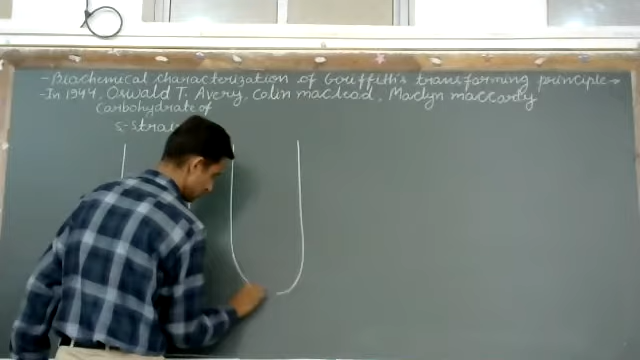 - Biochemical characterization of Griffith's transforming principle →
- In 1944, Oswald T. Avery, Colin macleod, Maclyn maccarty
Carbohydrate of
S-Strai